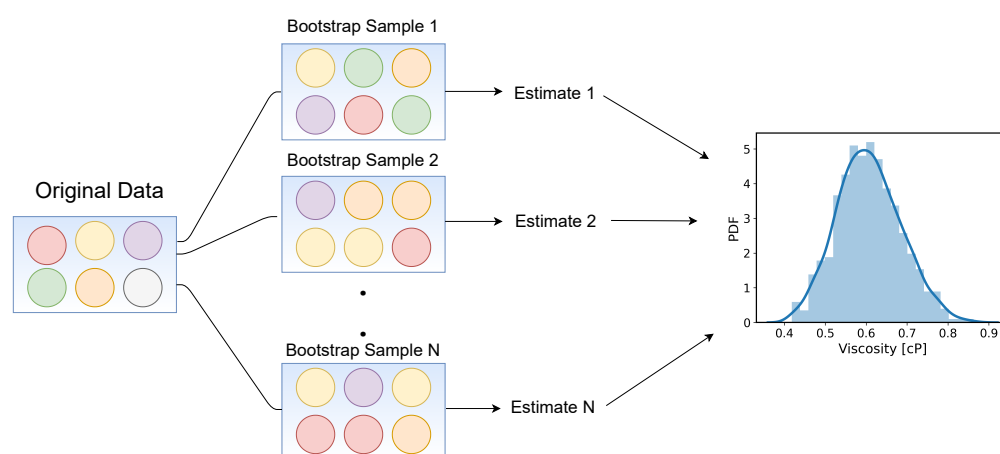 Bootstrap Sample 1
Estimate 1
Bootstrap Sample 2
Original Data
Estimate 2
Bootstrap Sample N
Estimate N
5
4
3
2
1
0
PDF
0.4 0.5 0.6 0.7 0.8 0.9
Viscosity [cP]